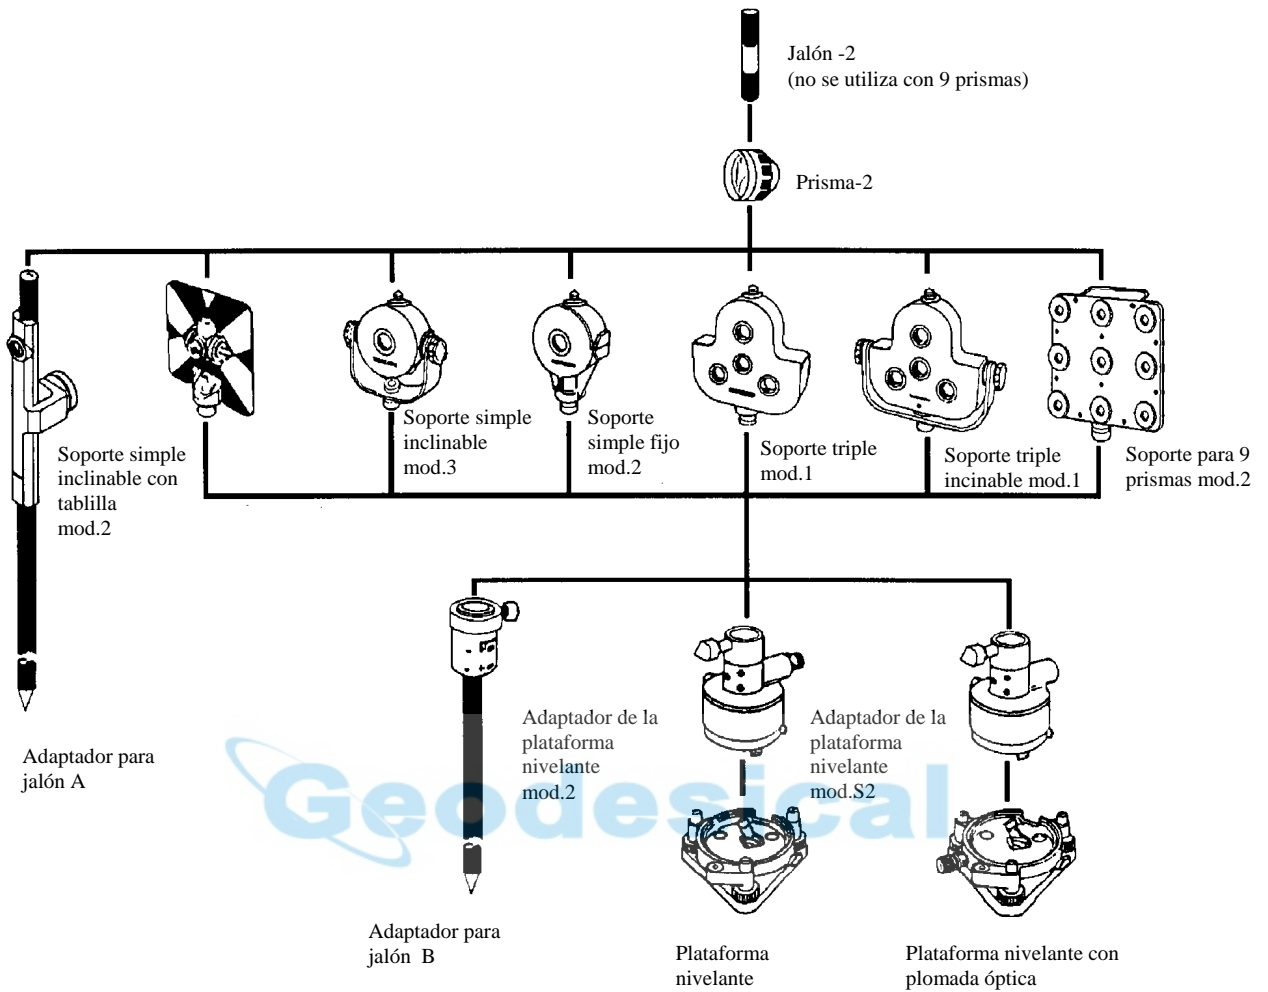 Jalón -2
(no se utiliza con 9 prismas)
Prisma-2
Soporte simple
inclinable con
tablilla
mod.2
Soporte simple
inclinable
mod.3
Soporte
simple fijo
mod.2
Soporte triple
mod.1
Soporte triple
incinable mod.1
Soporte para 9
prismas mod.2
Adaptador para
jalón A
Adaptador de la
plataforma
nivelante
mod.2
Adaptador de la
plataforma
nivelante
mod.S2
Geodesical
Adaptador para
jalón  B
Plataforma
nivelante
Plataforma nivelante con
plomada óptica